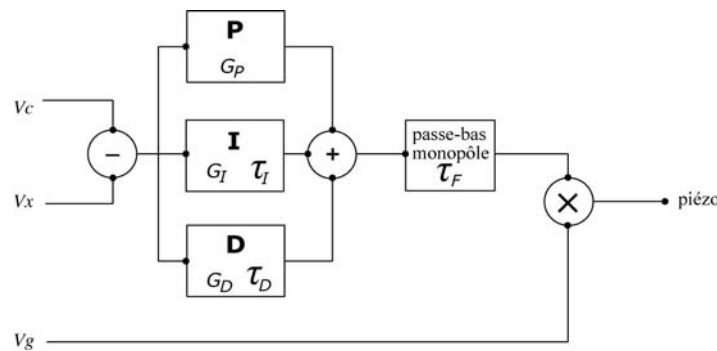 P
G_P
Vc
I
−
G_I τ_I
+
passe-bas
monopôle
τ_F
Vx
×
piézo
D
G_D τ_D
Vg